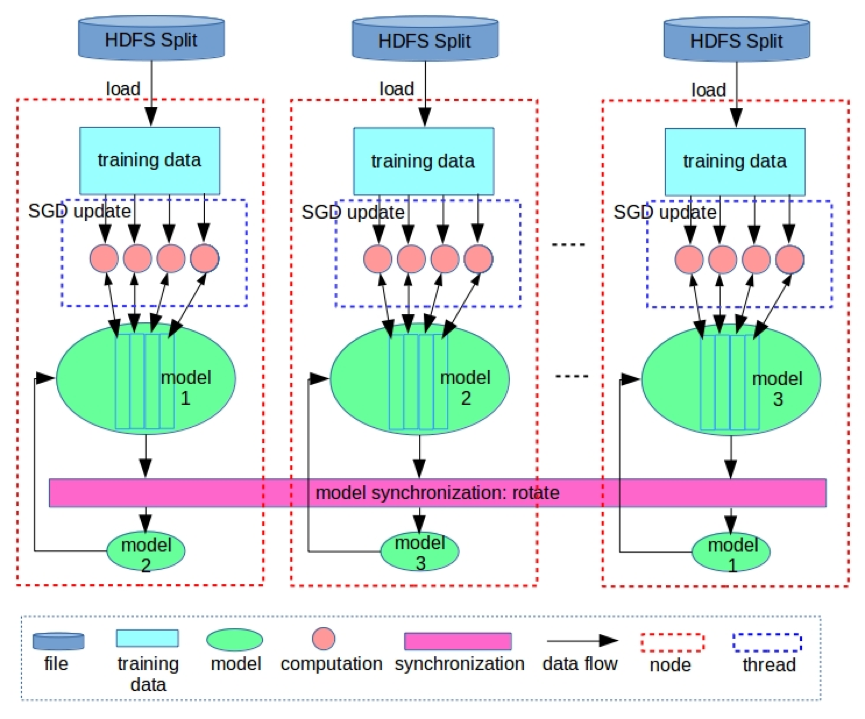 HDFS Split
HDFS Split
HDFS Split
load
load
load
training data
training data
training data
SGD update
SGD update
SGD update
model
1
model
2
model
3
model synchronization: rotate
model
2
model
3
model
1
file
training
data
model
computation
synchronization
data flow
node
thread